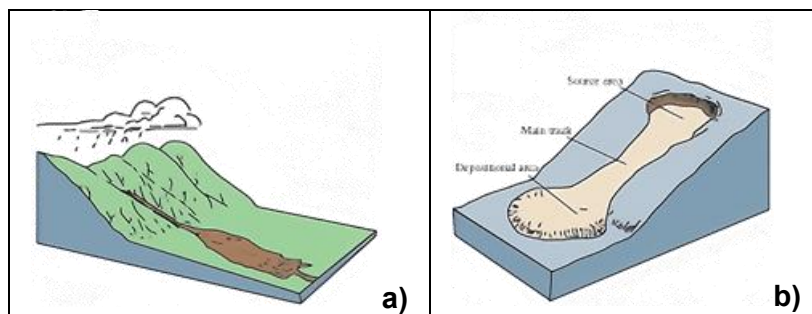 Source area
Main track
Depositional area
a)
b)